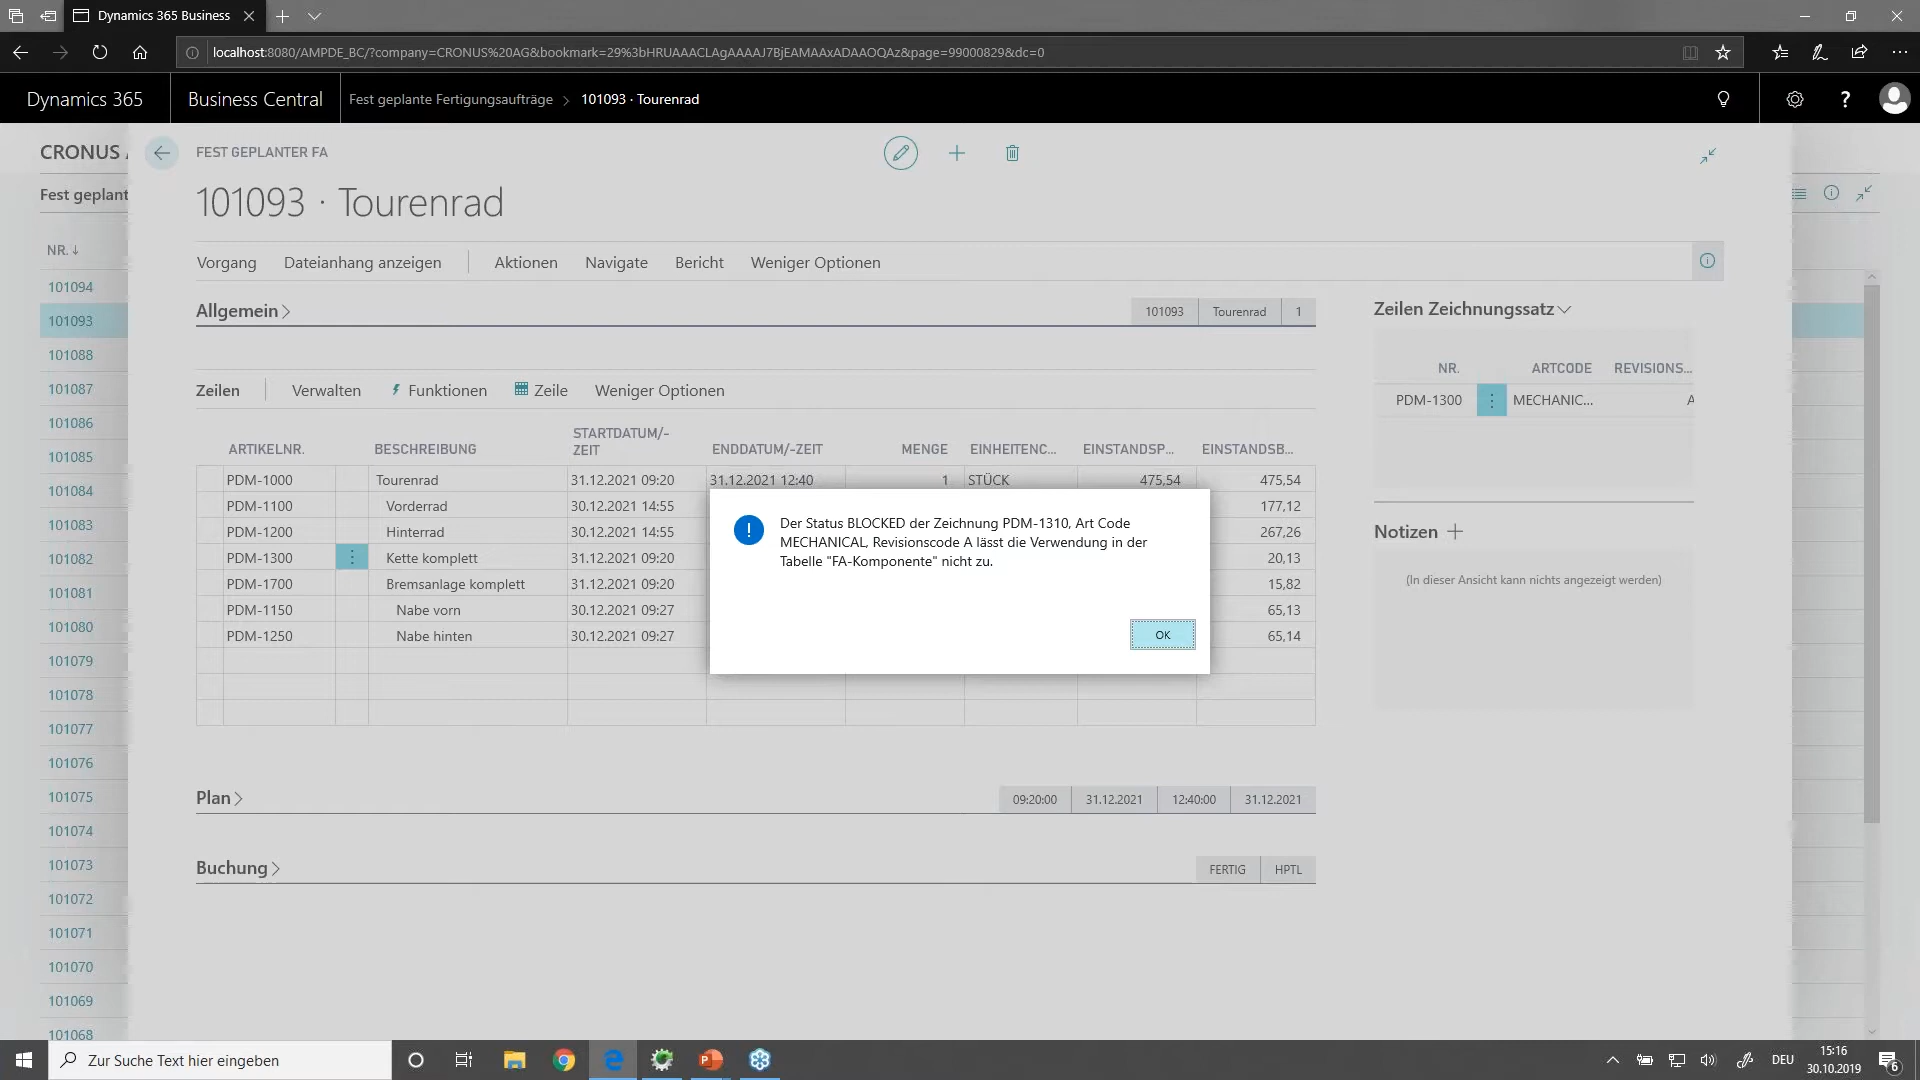 Dynamics 365 Business
localhost:8080/AMPDE_BC/?company=CRONUS%20AG&bookmark=29%3bHRUAAACLAgAAAAJ7BjEAMAAxADAAOQAz&page=99000829&dc=0
Dynamics 365 Business Central Fest geplante Fertigungsaufträge > 101093 · Tourenrad ?
CRONUS
FEST GEPLANTER FA
Fest geplant
101093 · Tourenrad
NR. ↓
Vorgang Dateianhang anzeigen Aktionen Navigate Bericht Weniger Optionen
101094
101093
101088
101087
101086
101085
101084
101083
101082
101081
101080
101079
101078
101077
101076
101075
101074
101073
101072
101071
101070
101069
101068
Allgemein > 101093 Tourenrad 1
Zeilen Verwalten Funktionen Zeile Weniger Optionen
ARTIKELNR. BESCHREIBUNG STARTDATUM/-ZEIT ENDDATUM/-ZEIT MENGE EINHEITENC... EINSTANDSP... EINSTANDSB...
PDM-1000 Tourenrad 31.12.2021 09:20 31.12.2021 12:40 1 STÜCK 475,54 475,54
PDM-1100 Vorderrad 30.12.2021 14:55 177,12
PDM-1200 Hinterrad 30.12.2021 14:55 267,26
PDM-1300 Kette komplett 31.12.2021 09:20 20,13
PDM-1700 Bremsanlage komplett 31.12.2021 09:20 15,82
PDM-1150 Nabe vorn 30.12.2021 09:27 65,13
PDM-1250 Nabe hinten 30.12.2021 09:27 65,14
Der Status BLOCKED der Zeichnung PDM-1310, Art Code
MECHANICAL, Revisionscode A lässt die Verwendung in der
Tabelle "FA-Komponente" nicht zu.
OK
Plan > 09:20:00 31.12.2021 12:40:00 31.12.2021
Buchung > FERTIG HPTL
Zeilen Zeichnungssatz
NR. ARTCODE REVISIONS...
PDM-1300 MECHANIC... A
Notizen +
(In dieser Ansicht kann nichts angezeigt werden)
Zur Suche Text hier eingeben
DEU
15:16
30.10.2019
6